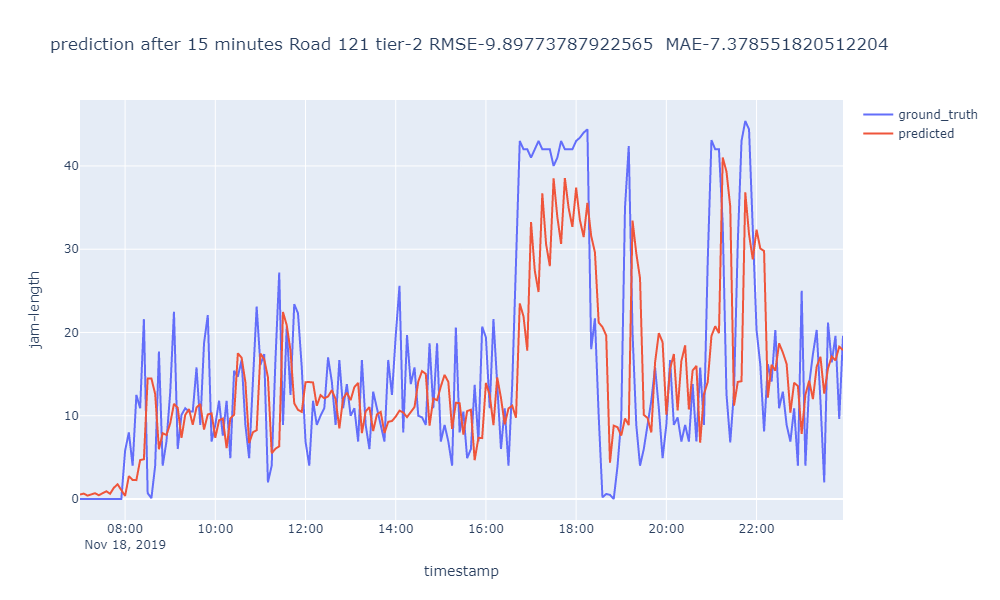 prediction after 15 minutes Road 121 tier-2 RMSE-9.89773787922565  MAE-7.378551820512204
ground_truth
predicted
40
30
20
10
0
jam-length
08:00 10:00 12:00 14:00 16:00 18:00 20:00 22:00
Nov 18, 2019
timestamp